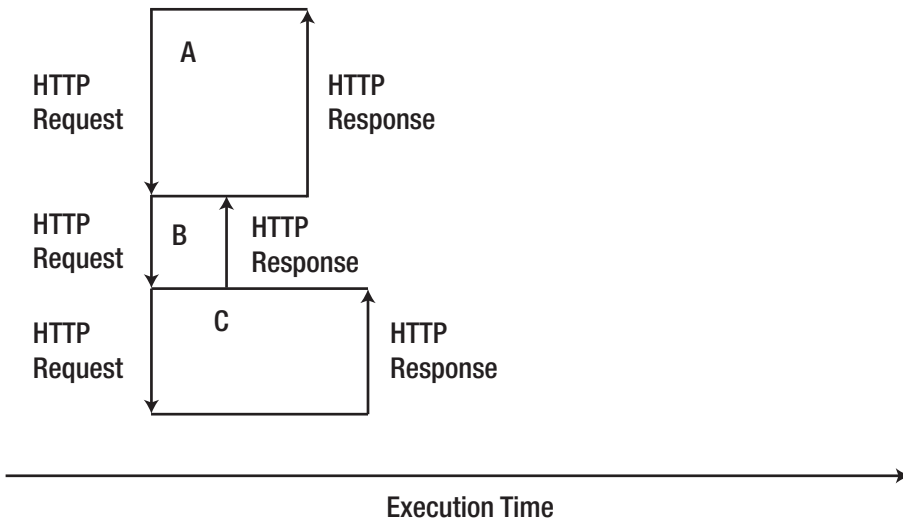 A
HTTP
Request
HTTP
Response
HTTP
Request
B
HTTP
Response
HTTP
Request
C
HTTP
Response
Execution Time